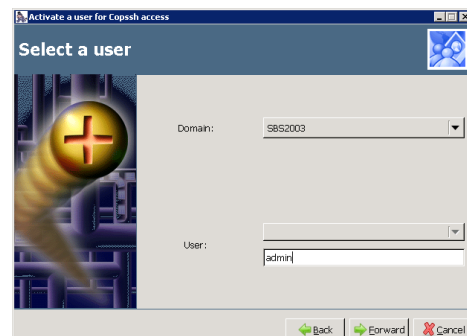 Activate a user for Copssh access
Select a user
Domain:
SBS2003
User:
admin
Back
Forward
Cancel